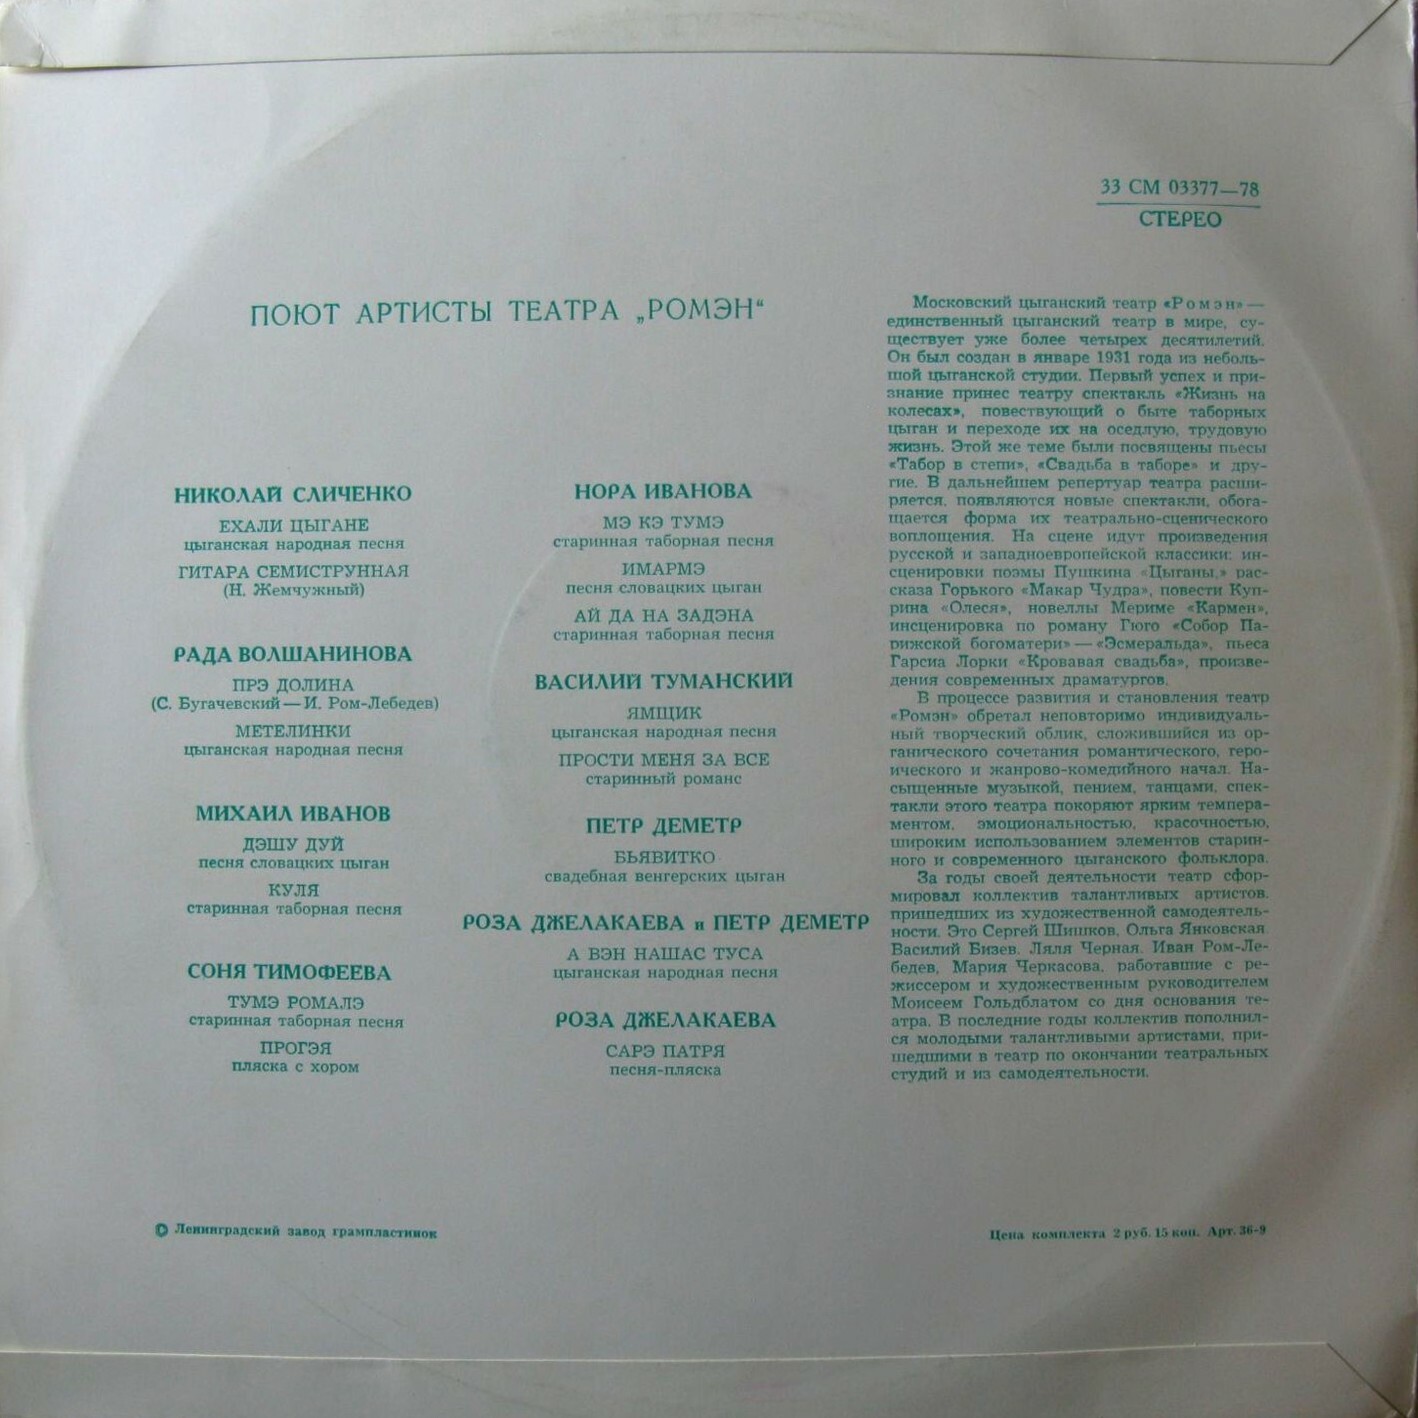 33 СМ 03377—78
СТЕРЕО
ПОЮТ АРТИСТЫ ТЕАТРА „РОМЭН“
НИКОЛАЙ СЛИЧЕНКО
ЕХАЛИ ЦЫГАНЕ
цыганская народная песня
ГИТАРА СЕМИСТРУННАЯ
(Н. Жемчужный)
РАДА ВОЛШАНИНОВА
ПРЭ ДОЛИНА
(С. Бугачевский — И. Ром-Лебедев)
МЕТЕЛИНКИ
цыганская народная песня
МИХАИЛ ИВАНОВ
ДЭШУ ДУЙ
песня словацких цыган
КУЛЯ
старинная таборная песня
СОНЯ ТИМОФЕЕВА
ТУМЭ РОМАЛЭ
старинная таборная песня
ПРОГЭЯ
пляска с хором
НОРА ИВАНОВА
МЭ КЭ ТУМЭ
старинная таборная песня
ИМАРМЭ
песня словацких цыган
АЙ ДА НА ЗАДЭНА
старинная таборная песня
ВАСИЛИЙ ТУМАНСКИЙ
ЯМЩИК
цыганская народная песня
ПРОСТИ МЕНЯ ЗА ВСЕ
старинный романс
ПЕТР ДЕМЕТР
БЬЯВИТКО
свадебная венгерских цыган
РОЗА ДЖЕЛАКАЕВА и ПЕТР ДЕМЕТР
А ВЭН НАШАС ТУСА
цыганская народная песня
РОЗА ДЖЕЛАКАЕВА
САРЭ ПАТРЯ
песня-пляска
Московский цыганский театр «Ромэн» —
единственный цыганский театр в мире, су-
ществует уже более четырех десятилетий.
Он был создан в январе 1931 года из неболь-
шой цыганской студии. Первый успех и при-
знание принес театру спектакль «Жизнь на
колесах», повествующий о быте таборных
цыган и переходе их на оседлую, трудовую
жизнь. Этой же теме были посвящены пьесы
«Табор в степи», «Свадьба в таборе» и дру-
гие. В дальнейшем репертуар театра расши-
ряется, появляются новые спектакли, обога-
щается форма их театрально-сценического
воплощения. На сцене идут произведения
русской и западноевропейской классики: ин-
сценировки поэмы Пушкина «Цыганы,» рас-
сказа Горького «Макар Чудра», повести Куп-
рина «Олеся», новеллы Мериме «Кармен»,
инсценировка по роману Гюго «Собор Па-
рижской богоматери» — «Эсмеральда», пьеса
Гарсиа Лорки «Кровавая свадьба», произве-
дения современных драматургов.
В процессе развития и становления театр
«Ромэн» обретал неповторимо индивидуаль-
ный творческий облик, сложившийся из ор-
ганического сочетания романтического, геро-
ического и жанрово-комедийного начал. На-
сыщенные музыкой, пением, танцами, спек-
такли этого театра покоряют ярким темпера-
ментом, эмоциональностью, красочностью,
широким использованием элементов старин-
ного и современного цыганского фольклора.
За годы своей деятельности театр сфор-
мировал коллектив талантливых артистов,
пришедших из художественной самодеятель-
ности. Это Сергей Шишков, Ольга Янковская,
Василий Бизев, Ляля Черная, Иван Ром-Ле-
бедев, Мария Черкасова, работавшие с ре-
жиссером и художественным руководителем
Моисеем Гольдблатом со дня основания те-
атра. В последние годы коллектив пополнил-
ся молодыми талантливыми артистами, при-
шедшими в театр по окончании театральных
студий и из самодеятельности.
Ленинградский завод грампластинок
Цена комплекта 2 руб. 15 коп. Арт. 36-9